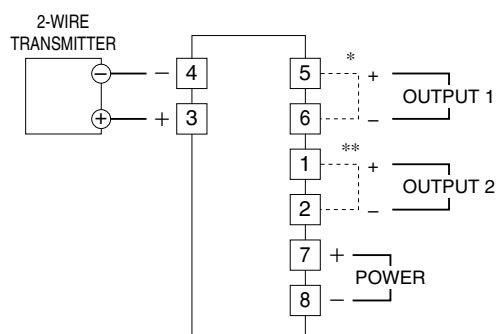 2-WIRE
TRANSMITTER
− − 4
+ + 3
5 * +
OUTPUT 1
6 −
1 ** +
OUTPUT 2
2 −
7 +
POWER
8 −